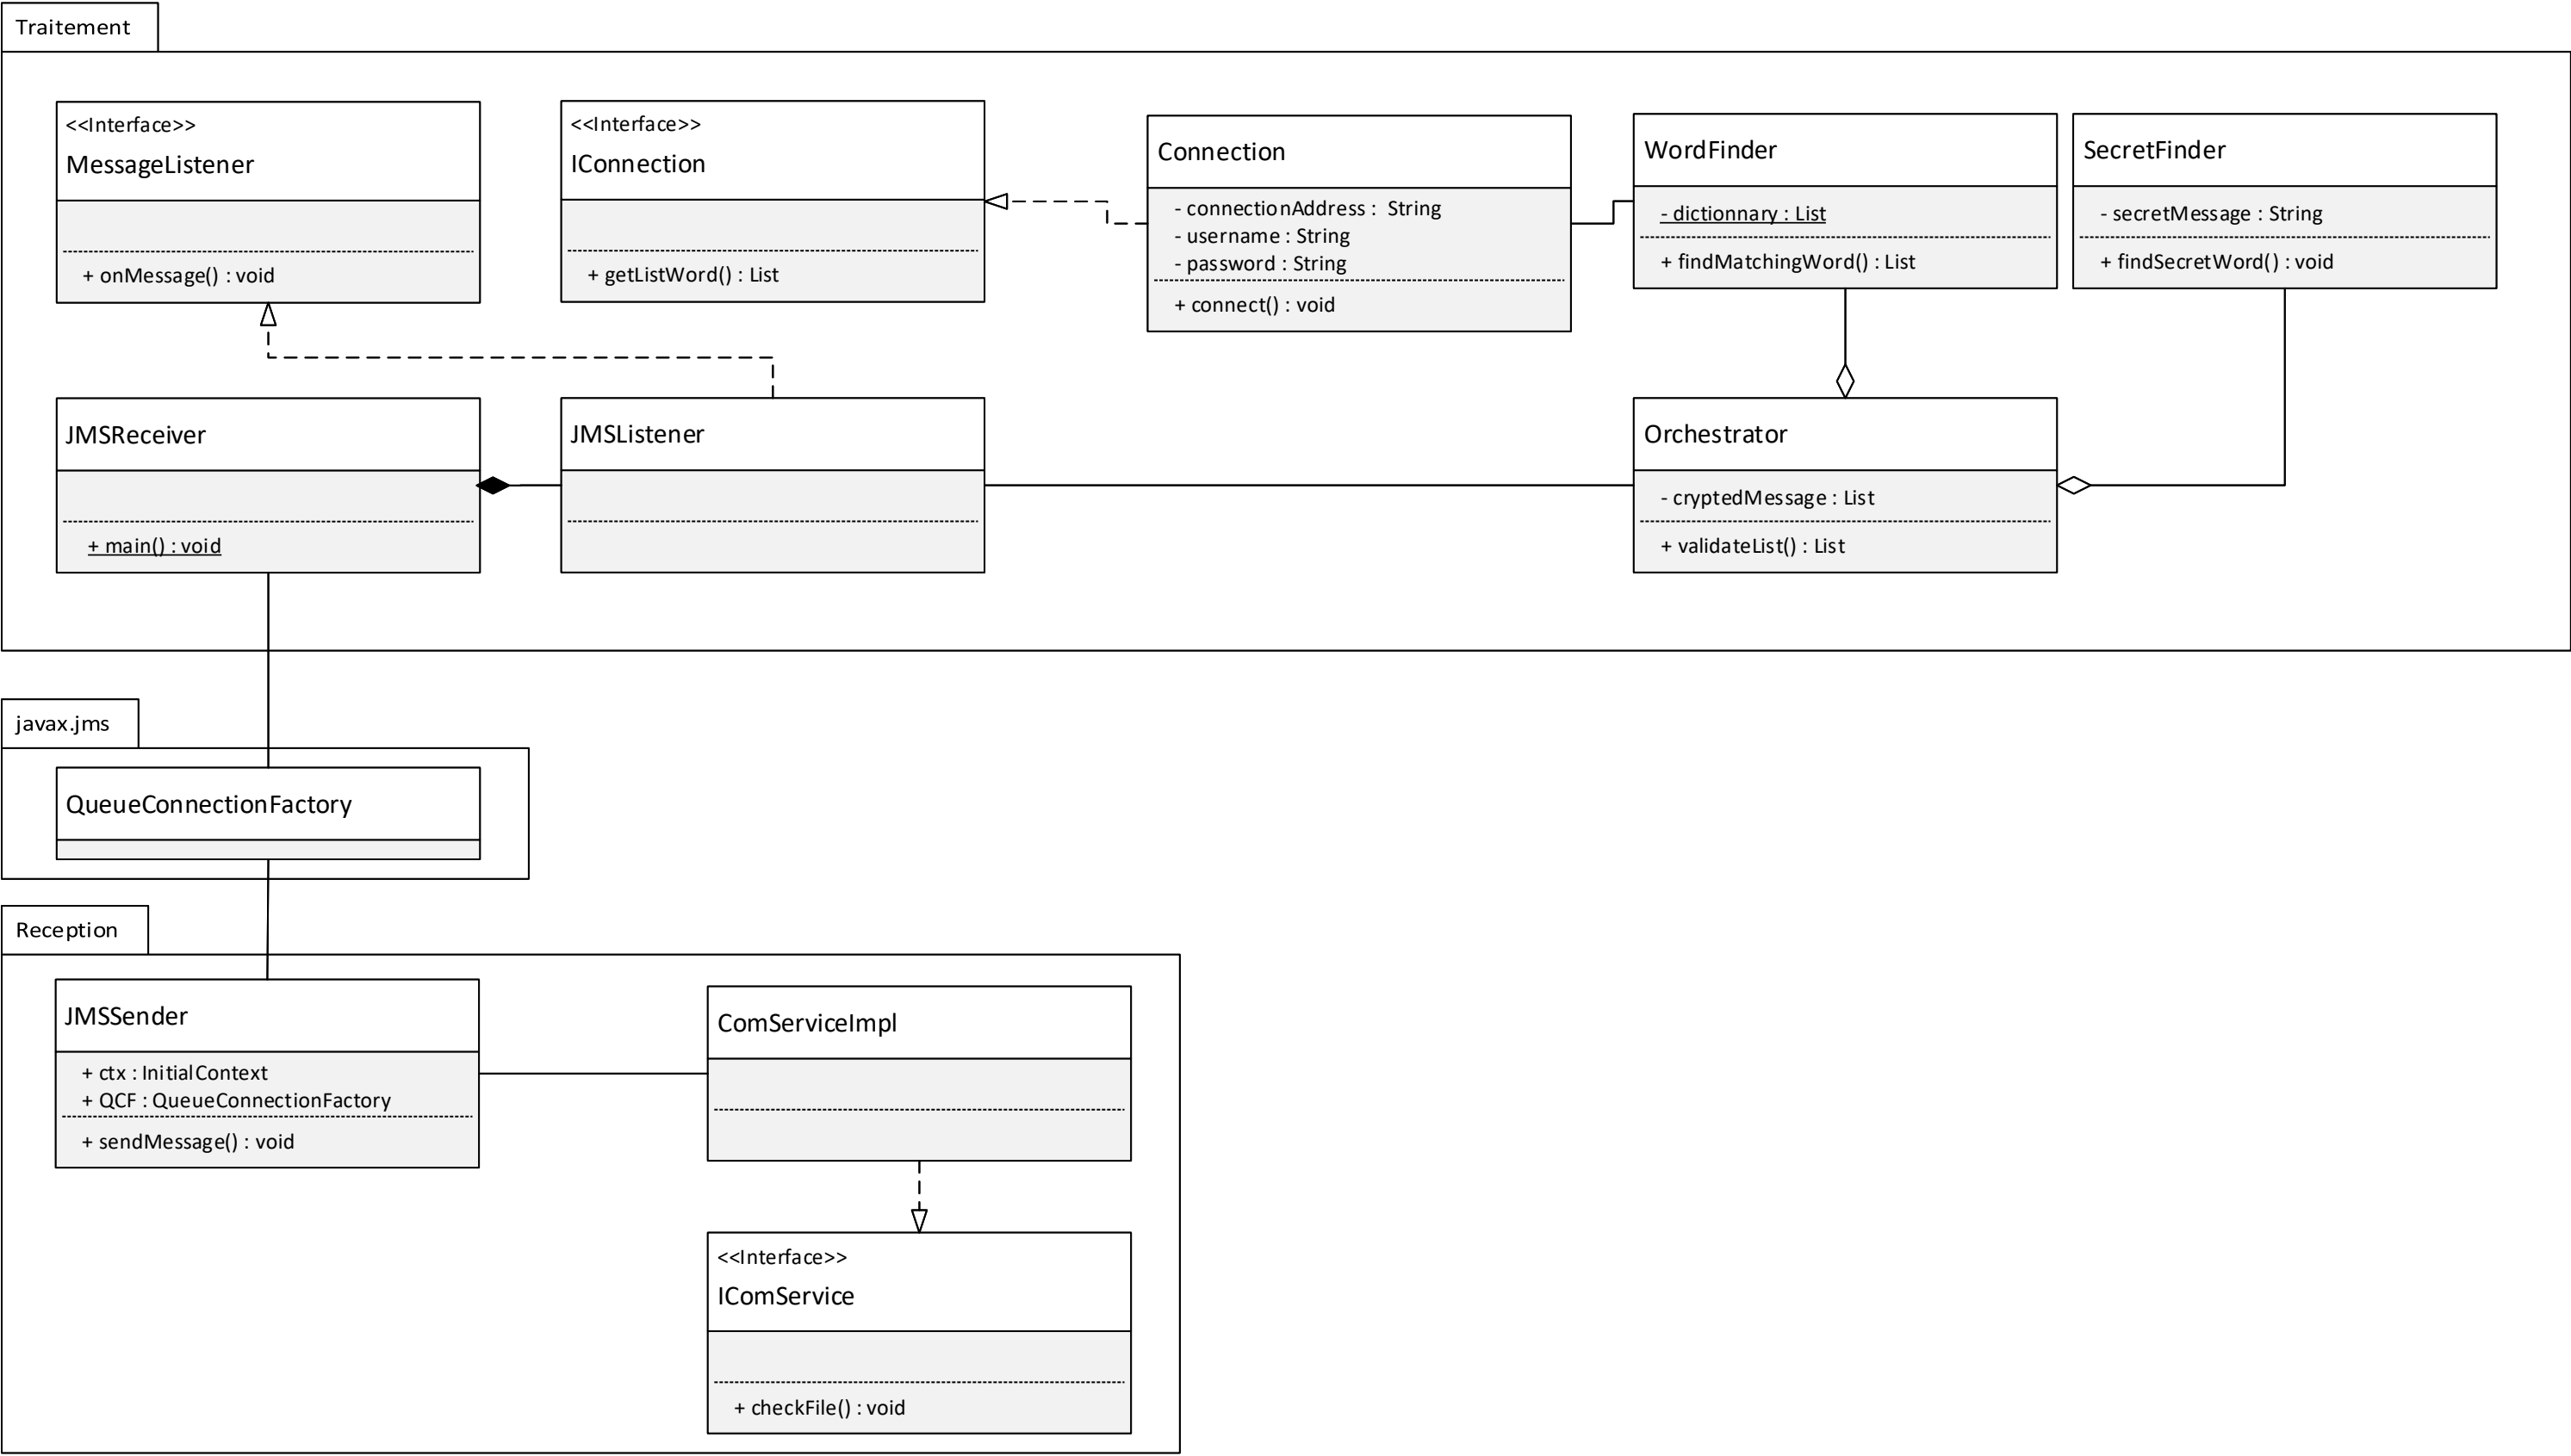 Traitement
<<Interface>>
MessageListener
+ onMessage() : void
<<Interface>>
IConnection
+ getListWord() : List
Connection
- connectionAddress : String
- username : String
- password : String
+ connect() : void
WordFinder
- dictionnary : List
+ findMatchingWord() : List
SecretFinder
- secretMessage : String
+ findSecretWord() : void
JMSReceiver
+ main() : void
JMSListener
Orchestrator
- cryptedMessage : List
+ validateList() : List
javax.jms
QueueConnectionFactory
Reception
JMSSender
+ ctx : InitialContext
+ QCF : QueueConnectionFactory
+ sendMessage() : void
ComServiceImpl
<<Interface>>
IComService
+ checkFile() : void